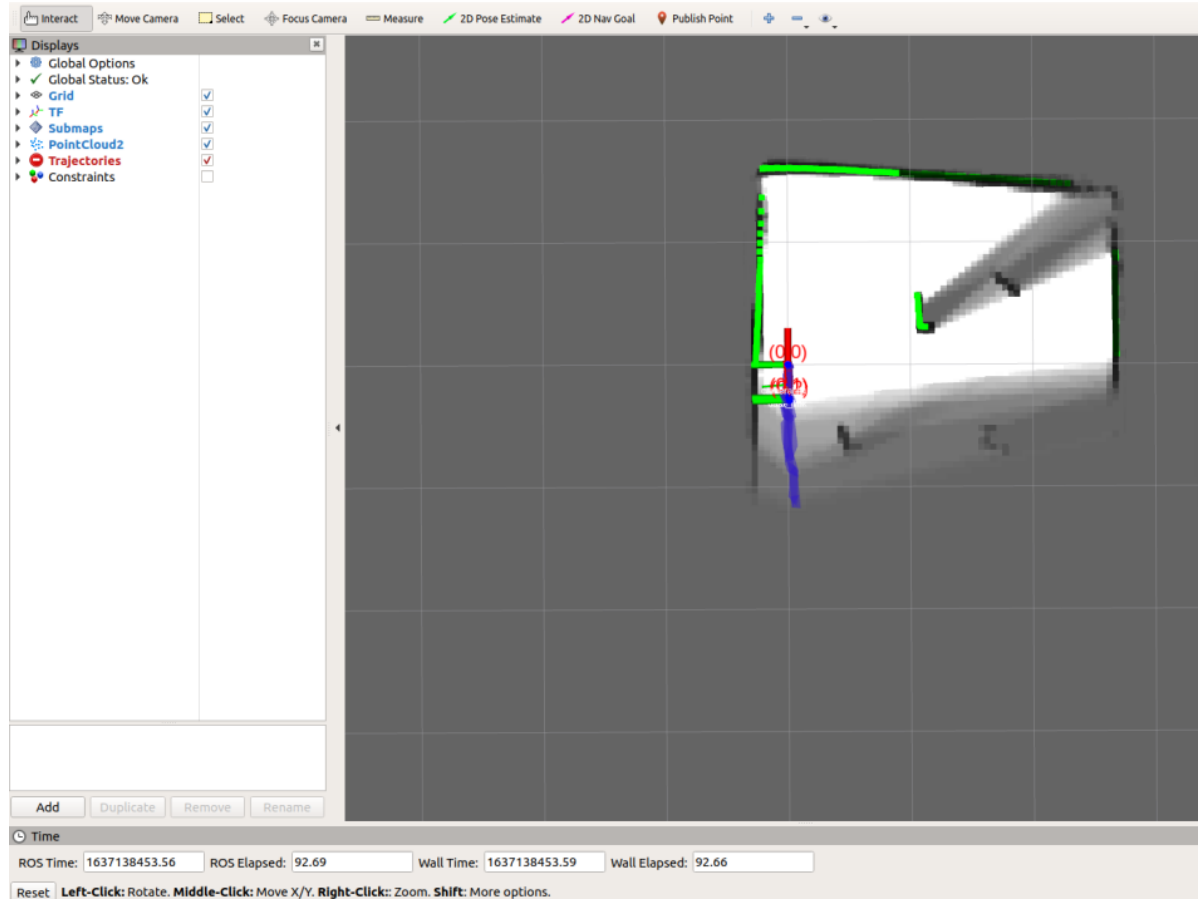 Interact Move Camera Select Focus Camera Measure 2D Pose Estimate 2D Nav Goal Publish Point
Displays
Global Options
Global Status: Ok
Grid
TF
Submaps
PointCloud2
Trajectories
Constraints
(0,0)
Add Duplicate Remove Rename
Time
ROS Time: 1637138453.56 ROS Elapsed: 92.69 Wall Time: 1637138453.59 Wall Elapsed: 92.66
Reset Left-Click: Rotate. Middle-Click: Move X/Y. Right-Click:: Zoom. Shift: More options.